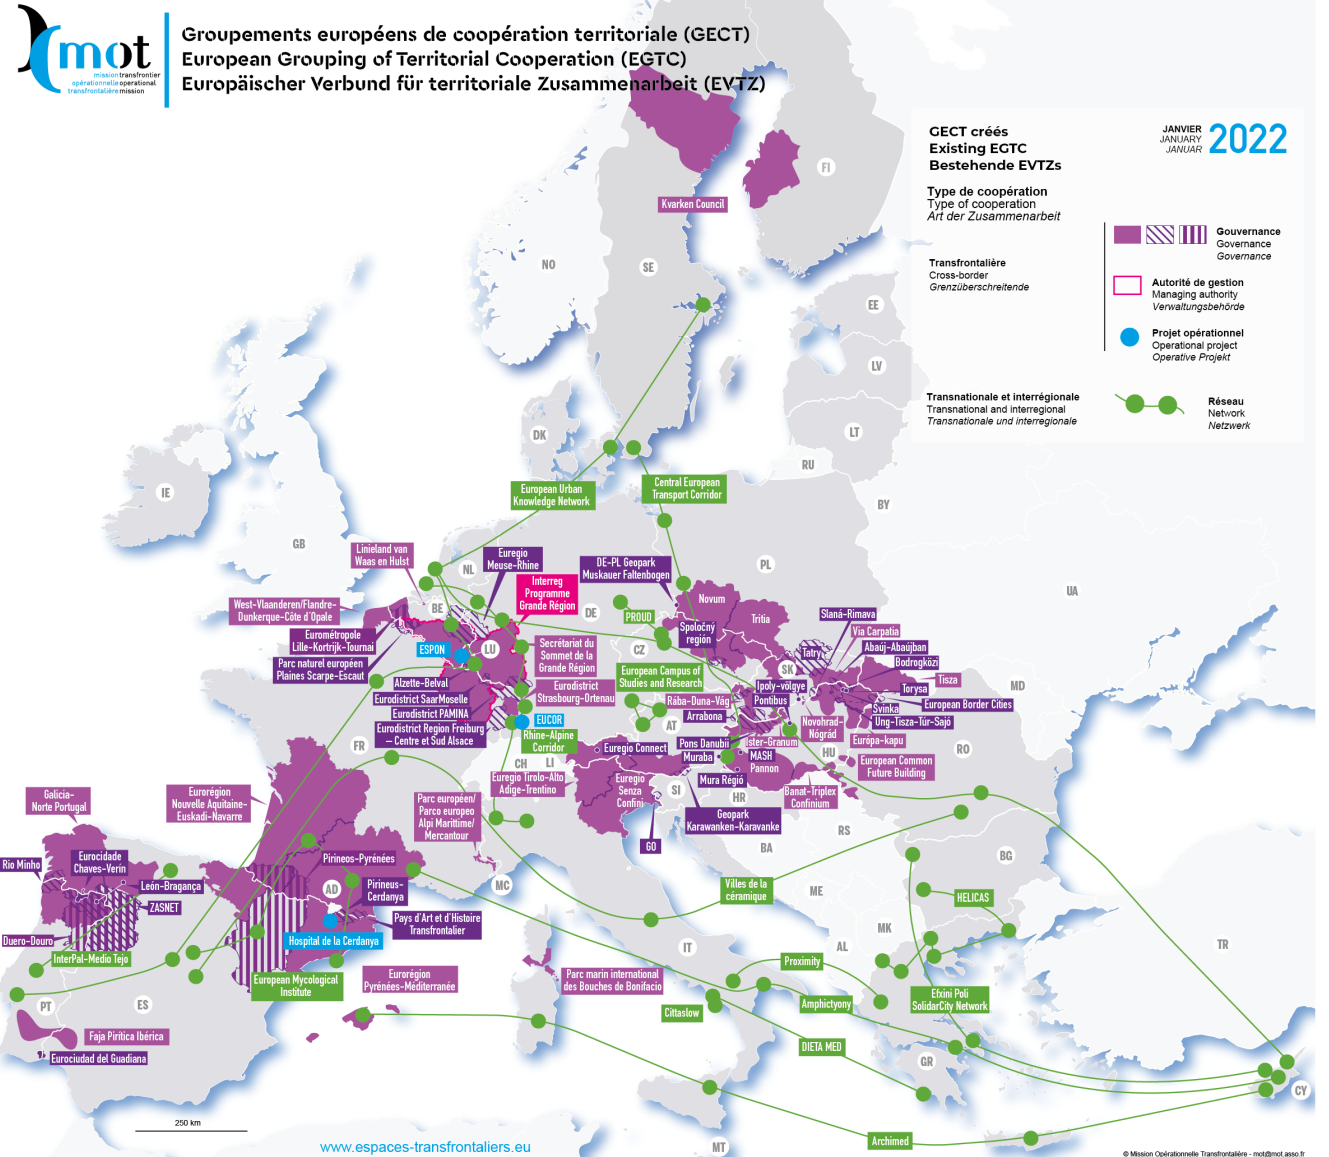 mot
mission transfrontier
opérationnelle operational
transfrontalière mission
Groupements européens de coopération territoriale (GECT)
European Grouping of Territorial Cooperation (EGTC)
Europäischer Verbund für territoriale Zusammenarbeit (EVTZ)
GECT créés
Existing EGTC
Bestehende EVTZs
JANVIER
JANUARY
JANUAR
2022
Type de coopération
Type of cooperation
Art der Zusammenarbeit
Transfrontalière
Cross-border
Grenzüberschreitende
Gouvernance
Governance
Governance
Autorité de gestion
Managing authority
Verwaltungsbehörde
Projet opérationnel
Operational project
Operative Projekt
Transnationale et interrégionale
Transnational and interregional
Transnationale und interregionale
Réseau
Network
Netzwerk
FI
Kvarken Council
NO
SE
EE
LV
LT
DK
RU
BY
IE
GB
European Urban
Knowledge Network
Central European
Transport Corridor
Linieland van
Waas en Hulst
NL
Euregio
Meuse-Rhine
DE-PL Geopark
Muskauer Faltenbogen
PL
UA
Interreg
Programme
Grande Région
West-Vlaanderen/Flandre-
Dunkerque-Côte d'Opale
BE
DE
PROUD
Novum
Tritia
Slaná-Rimava
Via Carpatia
Eurométropole
Lille-Kortrijk-Tournai
ESPON
LU
Secrétariat du
Sommet de la
Grande Région
CZ
Spoločný
región
Tatry
Abaúj-Abaújban
Bodrogközi
Parc naturel européen
Plaines Scarpe-Escaut
Alzette-Belval
European Campus of
Studies and Research
SK
Tisza
MD
Eurodistrict SaarMoselle
Eurodistrict
Strasbourg-Ortenau
Ipoly-völgye
Torysa
Rába-Duna-Vág
Pontibus
European Border Cities
Eurodistrict PAMINA
Arrabona
Svinka
Eurodistrict Region Freiburg
– Centre et Sud Alsace
EUCOR
AT
Novohrad-
Nógrád
Ung-Tisza-Túr-Sajó
Rhine-Alpine
Corridor
Euregio Connect
Pons Danubii
Ister-Granum
Európa-kapu
FR
CH
LI
Muraba
MASH
Pannon
HU
RO
European Common
Future Building
Euregio Tirolo-Alto
Adige-Trentino
Euregio
Senza
Confini
Mura Régió
SI
HR
Banat-Triplex
Confinium
Galicia-
Norte Portugal
Eurorégion
Nouvelle Aquitaine-
Euskadi-Navarre
Parc européen/
Parco europeo
Alpi Marittime/
Mercantour
Geopark
Karawanken-Karavanke
GO
RS
BA
BG
Rio Minho
Eurocidade
Chaves-Verín
Pirineos-Pyrénées
León-Bragança
AD
Pirineus-
Cerdanya
MC
Villes de la
céramique
ME
HELICAS
ZASNET
Pays d'Art et d'Histoire
Transfrontalier
MK
Duero-Douro
Hospital de la Cerdanya
IT
AL
TR
InterPal-Medio Tejo
Proximity
European Mycological
Institute
Eurorégion
Pyrénées-Méditerranée
Parc marin international
des Bouches de Bonifacio
PT
ES
Cittaslow
Amphictyony
Efxini Poli
SolidarCity Network
Faja Pirítica Ibérica
DIETA MED
Eurociudad del Guadiana
GR
CY
250 km
Archimed
www.espaces-transfrontaliers.eu
MT
© Mission Opérationnelle Transfrontalière - mot@mot.asso.fr